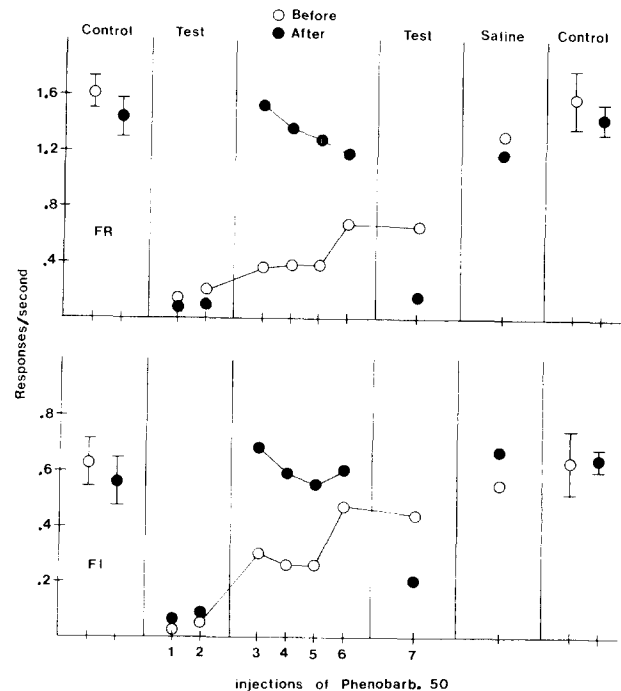 Before
After
Control Test Test Saline Control
1,6
1.2
.8
.4
FR
Responses/second
.8
.6
.4
.2
FI
1 2 3 4 5 6 7
injections of Phenobarb. 50